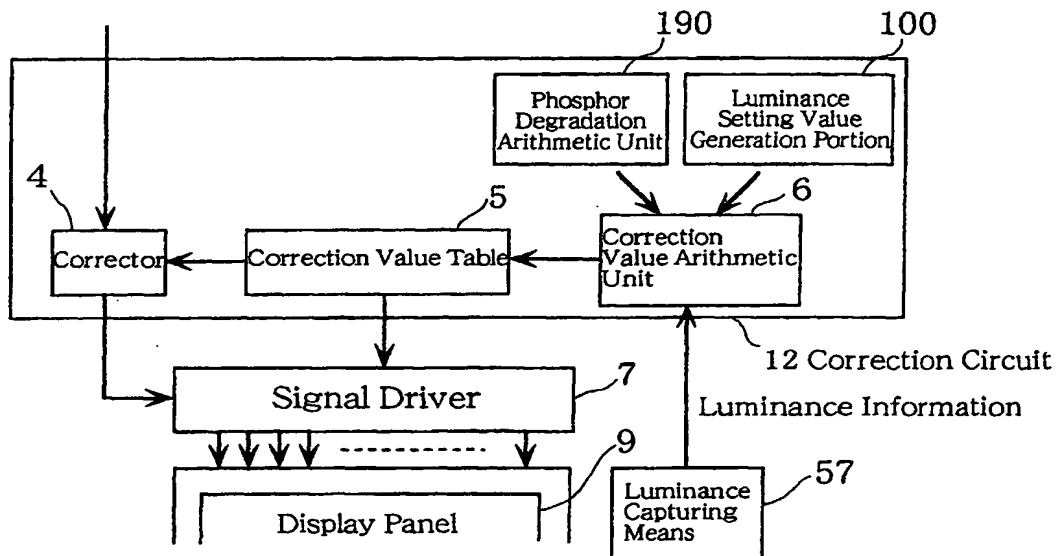 190
100
Phosphor
Degradation
Arithmetic Unit
Luminance
Setting Value
Generation Portion
4
5
6
Corrector
Correction Value Table
Correction
Value Arithmetic
Unit
12 Correction Circuit
Signal Driver
7
Luminance Information
9
57
Display Panel
Luminance
Capturing
Means